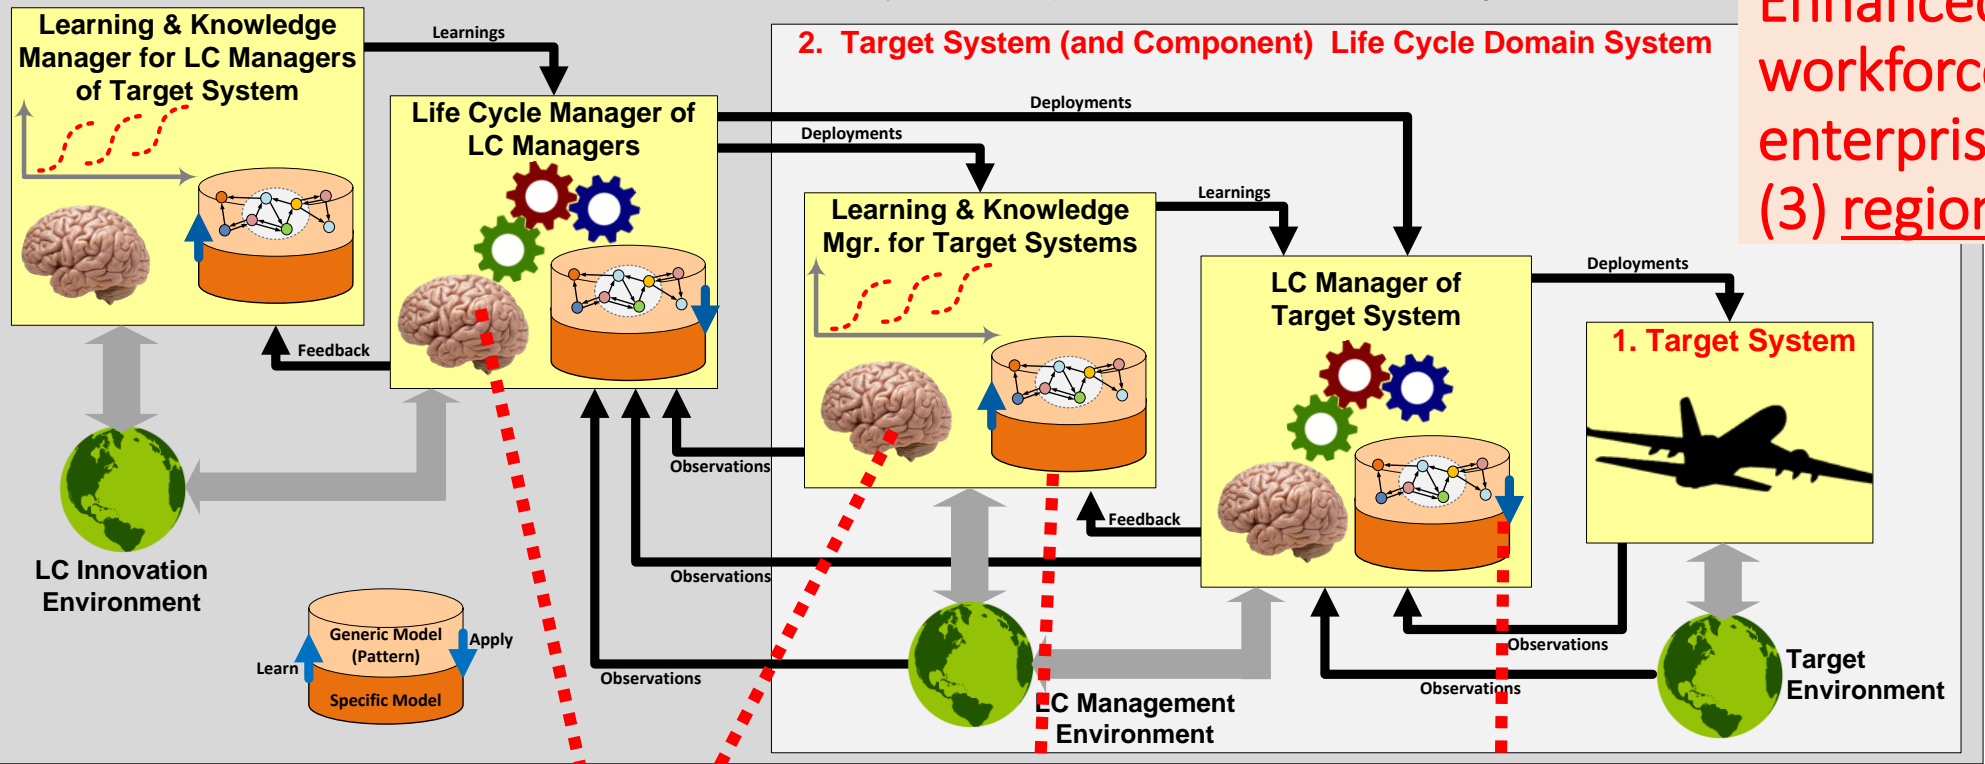 Learning & Knowledge
Manager for LC Managers
of Target System
Learnings
2. Target System (and Component) Life Cycle Domain System
Life Cycle Manager of
LC Managers
Deployments
Deployments
Learning & Knowledge
Mgr. for Target Systems
Learnings
LC Manager of
Target System
Deployments
1. Target System
Feedback
Observations
Feedback
Observations
Observations
Observations
Observations
LC Innovation
Environment
Generic Model
(Pattern)
Specific Model
Learn
Apply
LC Management
Environment
Target
Environment
(3)